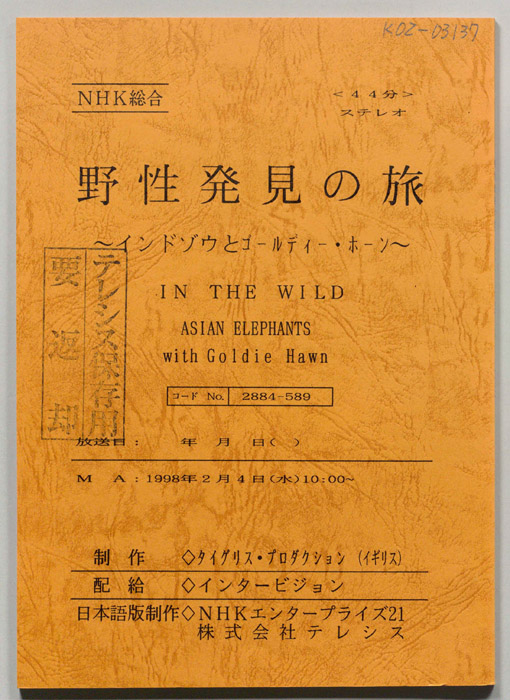 K02-03137
NHK総合
<44分>
ステレオ
野性発見の旅
～インドゾウとゴールディー・ホーン～
IN THE WILD
ASIAN ELEPHANTS
with Goldie Hawn
コード No. 2884-589
テレシス保存用
要返却
放送日： 年 月 日( )
M A：1998年2月4日(水)10:00~
制 作 ◇タイグリス・プロダクション (イギリス)
配 給 ◇インタービジョン
日本語版制作◇NHKエンタープライズ21
株式会社テレシス